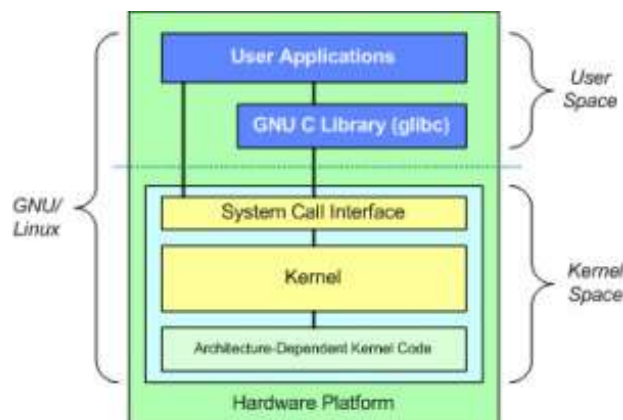 User Applications
GNU C Library (glibc)
User
Space
GNU/
Linux
System Call Interface
Kernel
Architecture-Dependent Kernel Code
Kernel
Space
Hardware Platform